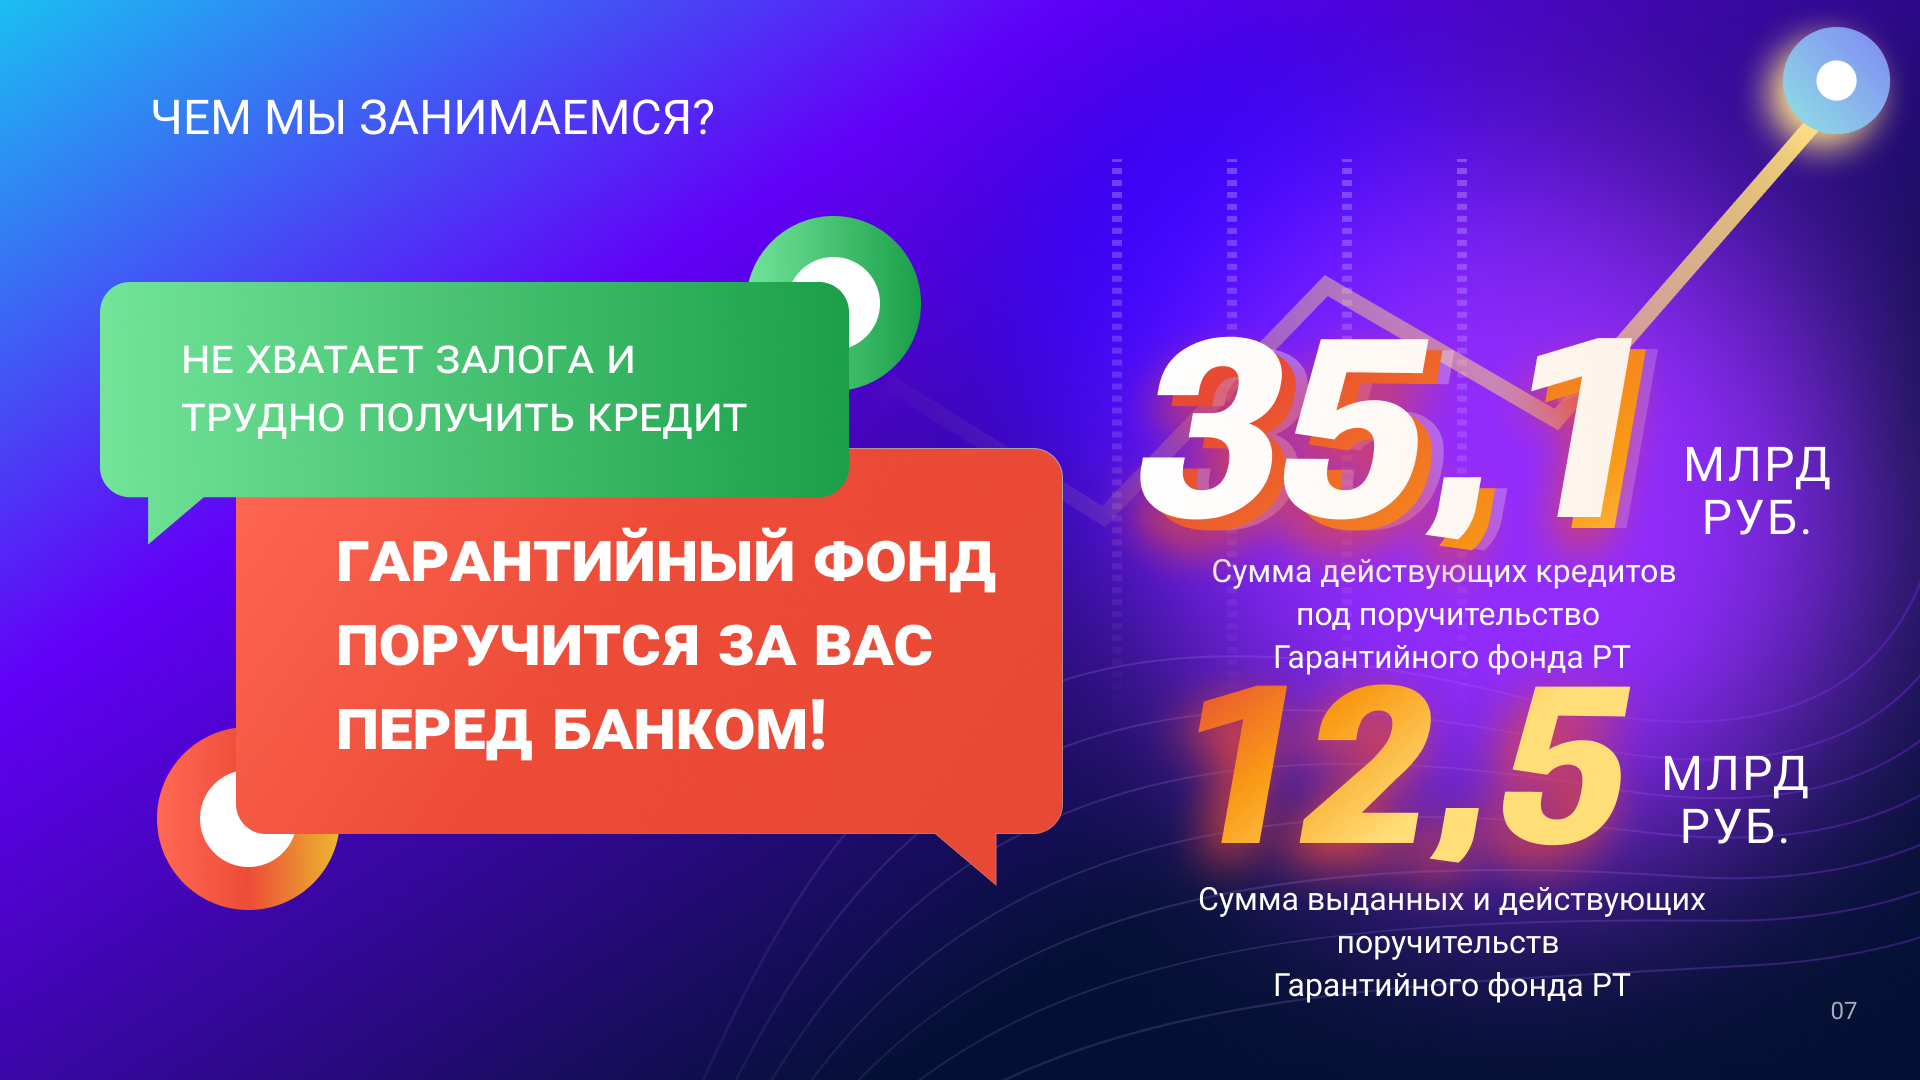 ЧЕМ МЫ ЗАНИМАЕМСЯ?
НЕ ХВАТАЕТ ЗАЛОГА И
ТРУДНО ПОЛУЧИТЬ КРЕДИТ
ГАРАНТИЙНЫЙ ФОНД
ПОРУЧИТСЯ ЗА ВАС
ПЕРЕД БАНКОМ!
35,1
МЛРД
РУБ.
Сумма действующих кредитов
под поручительство
Гарантийного фонда РТ
12,5
МЛРД
РУБ.
Сумма выданных и действующих
поручительств
Гарантийного фонда РТ
07